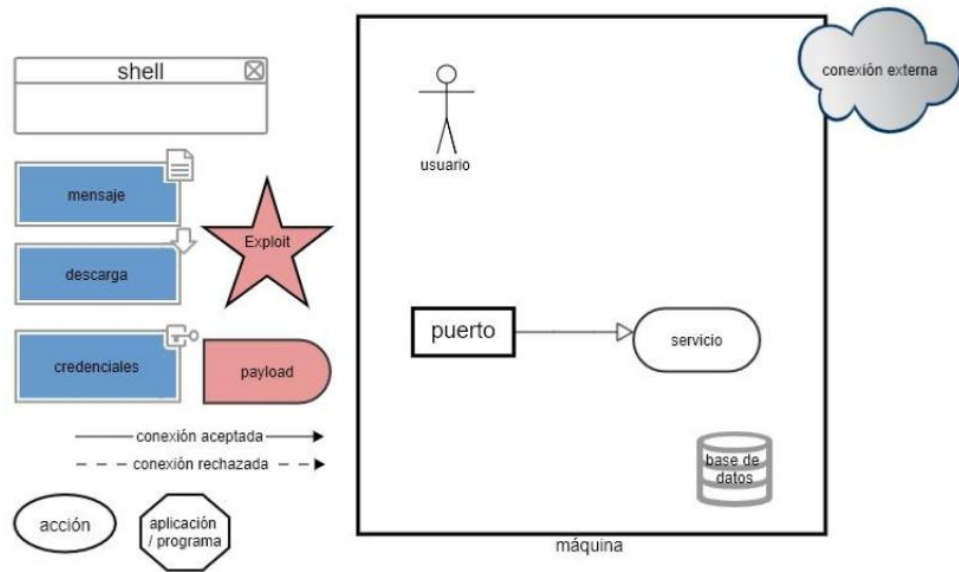 shell
mensaje
descarga
credenciales
Exploit
payload
conexión aceptada
conexión rechazada
acción
aplicación
/ programa
usuario
puerto
servicio
base de
datos
máquina
conexión externa